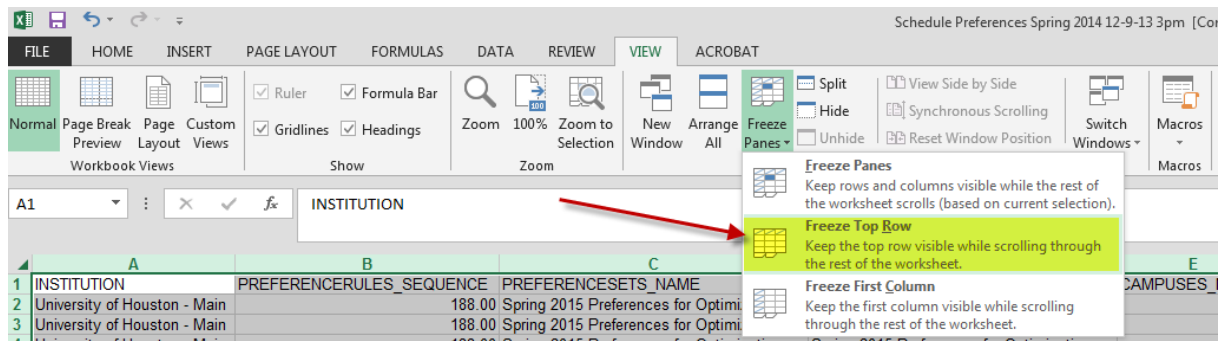 Schedule Preferences Spring 2014 12-9-13 3pm [Cor
FILE HOME INSERT PAGE LAYOUT FORMULAS DATA REVIEW VIEW ACROBAT
Normal
Page Break
Preview
Page
Layout
Custom
Views
Workbook Views
Ruler
Formula Bar
Gridlines
Headings
Show
Zoom
100
100%
Zoom to
Selection
Zoom
New
Window
Arrange
All
Freeze
Panes
Split
Hide
Unhide
View Side by Side
Synchronous Scrolling
Reset Window Position
Switch
Windows
Macros
Macros
Freeze Panes
Keep rows and columns visible while the rest of
the worksheet scrolls (based on current selection).
Freeze Top Row
Keep the top row visible while scrolling through
the rest of the worksheet.
Freeze First Column
Keep the first column visible while scrolling
through the rest of the worksheet.
A1 fx INSTITUTION
A B C E
1 INSTITUTION PREFERENCERULES_SEQUENCE PREFERENCESETS_NAME CAMPUSES_
2 University of Houston - Main 188.00 Spring 2015 Preferences for Optimi
3 University of Houston - Main 188.00 Spring 2015 Preferences for Optimi